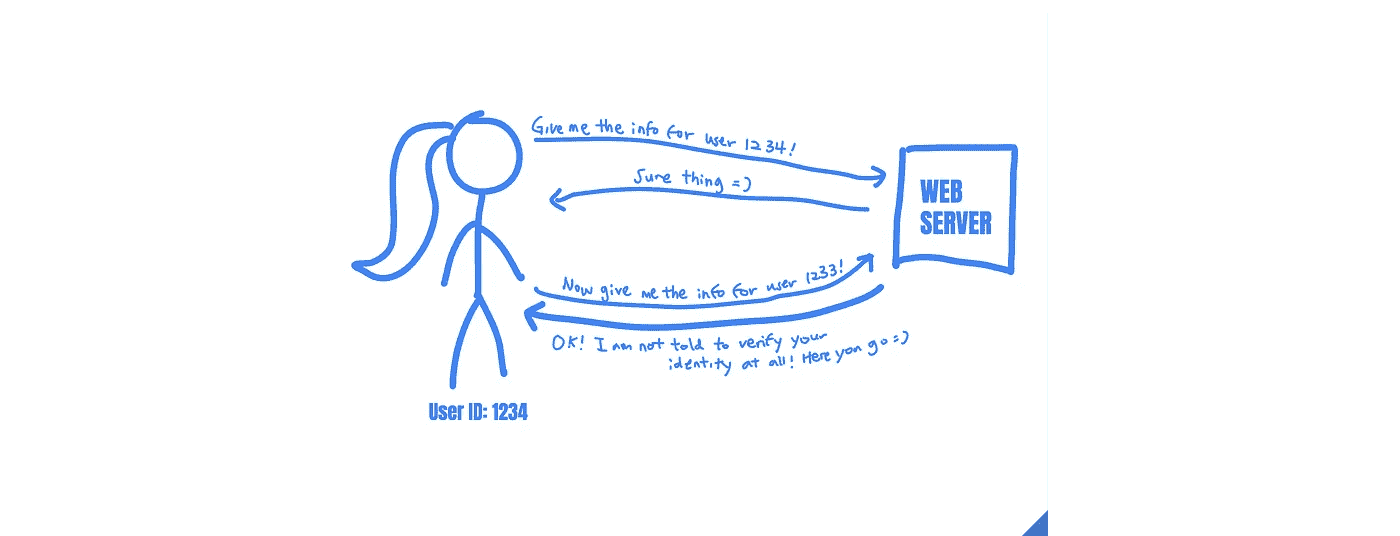 Give me the info for user 1234!
Sure thing =)
WEB
SERVER
Now give me the info for user 1233!
OK! I am not told to verify your
identity at all! Here you go =)
User ID: 1234